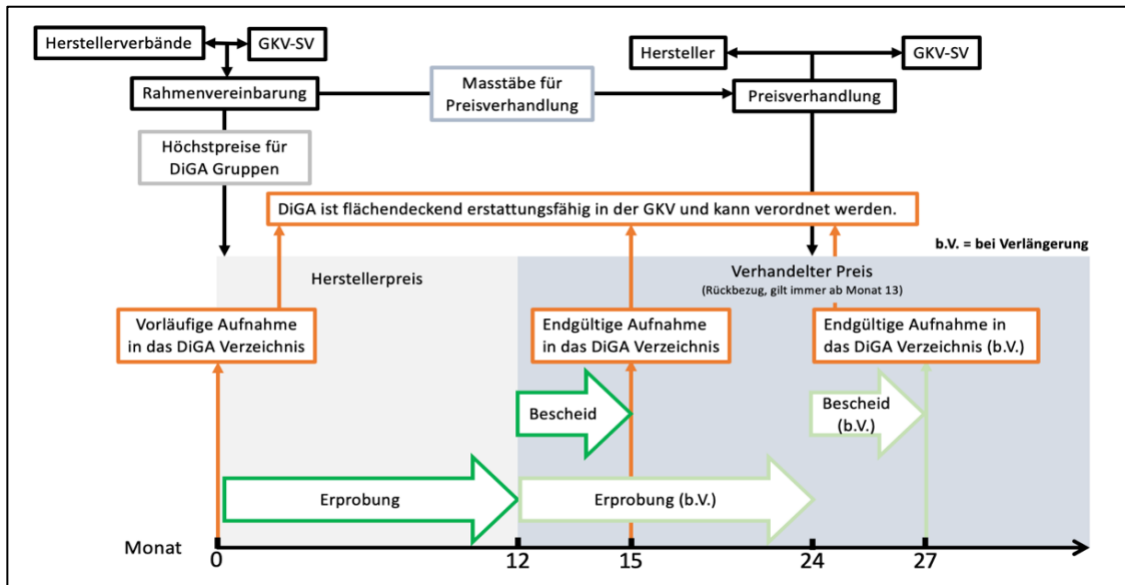 Herstellerverbände
GKV-SV
Hersteller
GKV-SV
Rahmenvereinbarung
Masstäbe für
Preisverhandlung
Preisverhandlung
Höchstpreise für
DiGA Gruppen
DiGA ist flächendeckend erstattungsfähig in der GKV und kann verordnet werden.
b.V. = bei Verlängerung
Herstellerpreis
Verhandelter Preis
(Rückbezug, gilt immer ab Monat 13)
Vorläufige Aufnahme
in das DiGA Verzeichnis
Endgültige Aufnahme
in das DiGA Verzeichnis
Endgültige Aufnahme in
das DiGA Verzeichnis (b.V.)
Bescheid
Bescheid
(b.V.)
Erprobung
Erprobung (b.V.)
Monat
0
12
15
24
27